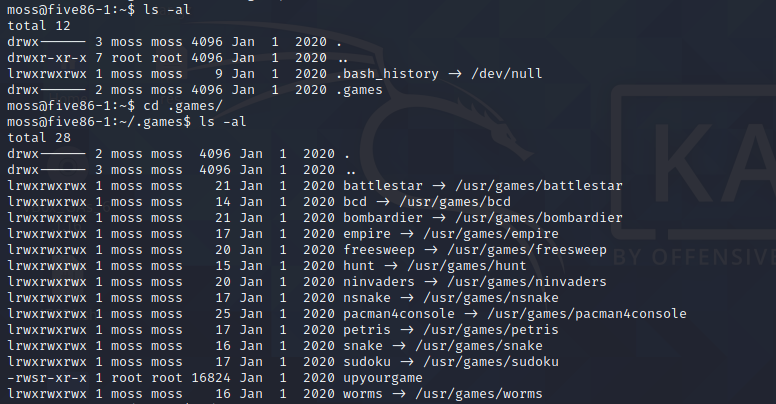 moss@five86-1:~$ ls -al
total 12
drwx------ 3 moss moss 4096 Jan  1  2020 .
drwxr-xr-x 7 root root 4096 Jan  1  2020 ..
lrwxrwxrwx 1 moss moss    9 Jan  1  2020 .bash_history -> /dev/null
drwx------ 2 moss moss 4096 Jan  1  2020 .games
moss@five86-1:~$ cd .games/
moss@five86-1:~/.games$ ls -al
total 28
drwx------ 2 moss moss  4096 Jan  1  2020 .
drwx------ 3 moss moss  4096 Jan  1  2020 ..
lrwxrwxrwx 1 moss moss    21 Jan  1  2020 battlestar -> /usr/games/battlestar
lrwxrwxrwx 1 moss moss    14 Jan  1  2020 bcd -> /usr/games/bcd
lrwxrwxrwx 1 moss moss    21 Jan  1  2020 bombardier -> /usr/games/bombardier
lrwxrwxrwx 1 moss moss    17 Jan  1  2020 empire -> /usr/games/empire
lrwxrwxrwx 1 moss moss    20 Jan  1  2020 freesweep -> /usr/games/freesweep
lrwxrwxrwx 1 moss moss    15 Jan  1  2020 hunt -> /usr/games/hunt
lrwxrwxrwx 1 moss moss    20 Jan  1  2020 ninvaders -> /usr/games/ninvaders
lrwxrwxrwx 1 moss moss    17 Jan  1  2020 nsnake -> /usr/games/nsnake
lrwxrwxrwx 1 moss moss    25 Jan  1  2020 pacman4console -> /usr/games/pacman4console
lrwxrwxrwx 1 moss moss    17 Jan  1  2020 petris -> /usr/games/petris
lrwxrwxrwx 1 moss moss    16 Jan  1  2020 snake -> /usr/games/snake
lrwxrwxrwx 1 moss moss    17 Jan  1  2020 sudoku -> /usr/games/sudoku
-rwsr-xr-x 1 root root 16824 Jan  1  2020 upyourgame
lrwxrwxrwx 1 moss moss    16 Jan  1  2020 worms -> /usr/games/worms
KA
BY OFFENSIVE